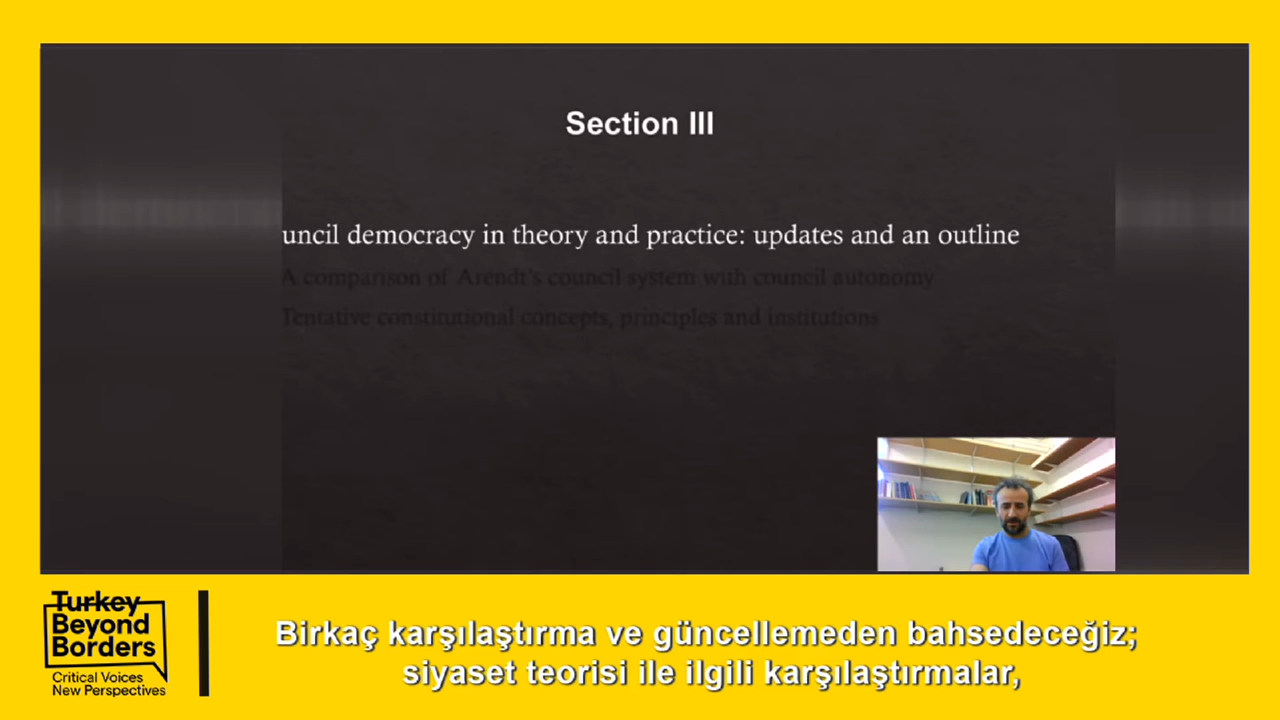 Section III
uncil democracy in theory and practice: updates and an outline
A comparison of Arendt's council system with council autonomy
Tentative constitutional concepts, principles and institutions
Turkey
Beyond
Borders
Critical Voices
New Perspectives
Birkaç karşılaştırma ve güncellemeden bahsedeceğiz;
siyaset teorisi ile ilgili karşılaştırmalar,